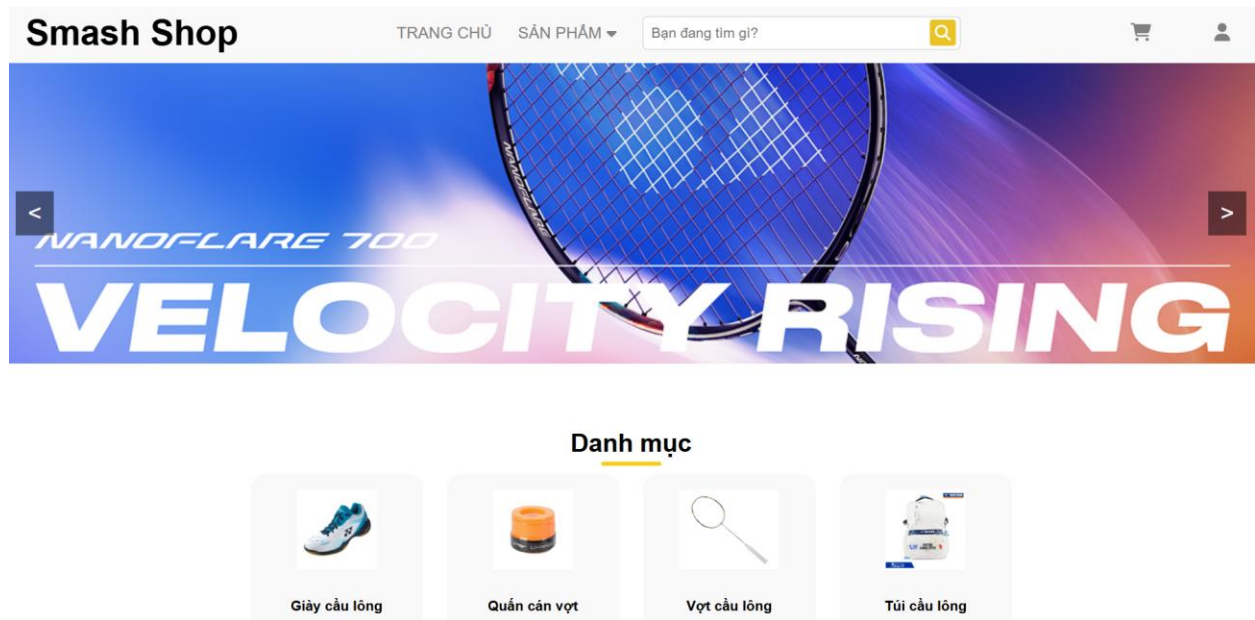 Smash Shop
TRANG CHỦ
SẢN PHẨM
Bạn đang tìm gì?
NANOFLARE
<
>
NANOFLARE 700
VELOCITY RISING
Danh mục
Giày cầu lông
Quấn cán vợt
Vợt cầu lông
Túi cầu lông